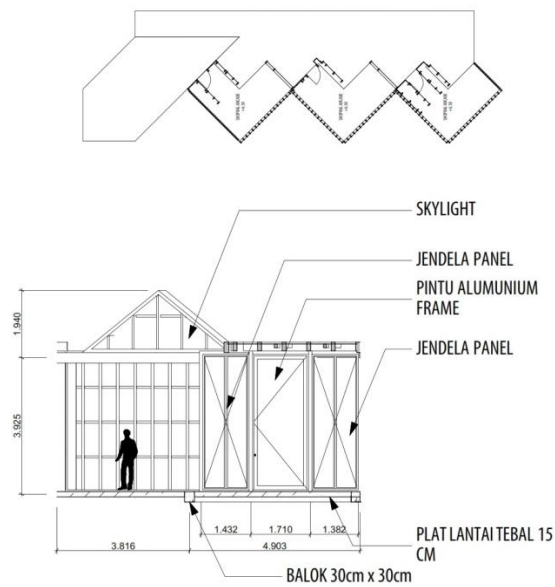 SKYLIGHT
JENDELA PANEL
PINTU ALUMUNIUM
FRAME
JENDELA PANEL
1.940
3.925
1.432
1.710
1.382
3.816
4.903
PLAT LANTAI TEBAL 15
CM
BALOK 30cm x 30cm